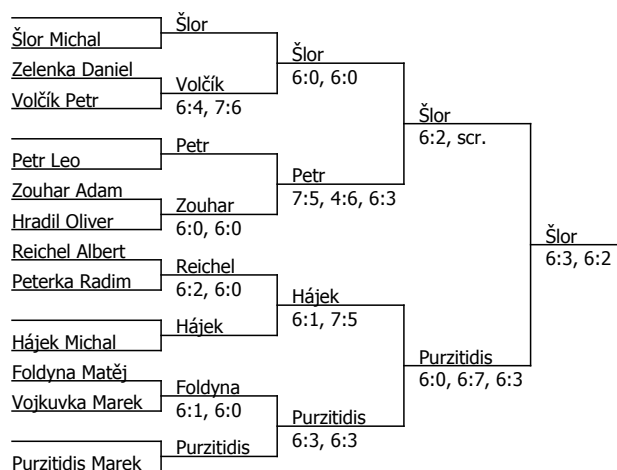 Šlor Michal
Zelenka Daniel
Volčík Petr
Petr Leo
Zouhar Adam
Hradil Oliver
Reichel Albert
Peterka Radim
Hájek Michal
Foldyna Matěj
Vojkuvka Marek
Purzitidis Marek
Šlor
Volčík
6:4, 7:6
Petr
Zouhar
6:0, 6:0
Reichel
6:2, 6:0
Hájek
Foldyna
6:1, 6:0
Purzitidis
Šlor
6:0, 6:0
Petr
7:5, 4:6, 6:3
Hájek
6:1, 7:5
Purzitidis
6:3, 6:3
Šlor
6:2, scr.
Purzitidis
6:0, 6:7, 6:3
Šlor
6:3, 6:2